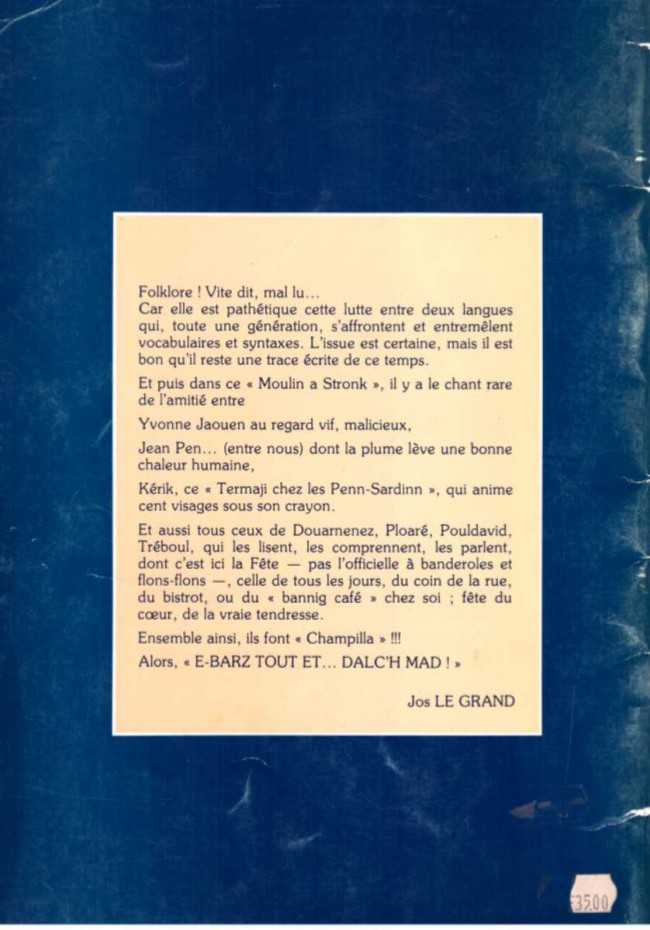 Folklore ! Vite dit, mal lu...
Car elle est pathétique cette lutte entre deux langues
qui, toute une génération, s'affrontent et entremêlent
vocabulaires et syntaxes. L'issue est certaine, mais il est
bon qu'il reste une trace écrite de ce temps.
Et puis dans ce « Moulin a Stronk », il y a le chant rare
de l'amitié entre
Yvonne Jaouen au regard vif, malicieux,
Jean Pen... (entre nous) dont la plume lève une bonne
chaleur humaine,
Kérik, ce « Termaji chez les Penn-Sardinn », qui anime
cent visages sous son crayon.
Et aussi tous ceux de Douarnenez, Ploaré, Pouldavid,
Tréboul, qui les lisent, les comprennent, les parlent,
dont c'est ici la Fête — pas l'officielle à banderoles et
flons-flons —, celle de tous les jours, du coin de la rue,
du bistrot, ou du « bannig café » chez soi ; fête du
cœur, de la vraie tendresse.
Ensemble ainsi, ils font « Champilla » !!!
Alors, « E-BARZ TOUT ET... DALC'H MAD ! »
Jos LE GRAND
35,00